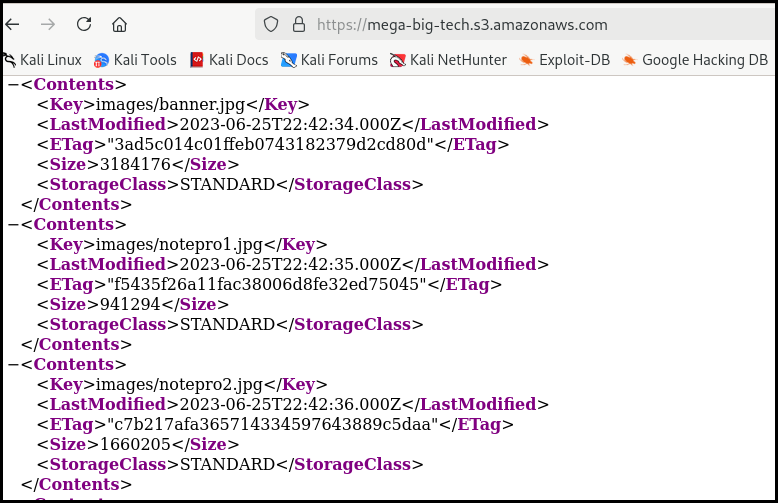 https://mega-big-tech.s3.amazonaws.com
Kali Linux Kali Tools Kali Docs Kali Forums Kali NetHunter Exploit-DB Google Hacking DB
−<Contents>
<Key>images/banner.jpg</Key>
<LastModified>2023-06-25T22:42:34.000Z</LastModified>
<ETag>"3ad5c014c01ffeb0743182379d2cd80d"</ETag>
<Size>3184176</Size>
<StorageClass>STANDARD</StorageClass>
</Contents>
−<Contents>
<Key>images/notepro1.jpg</Key>
<LastModified>2023-06-25T22:42:35.000Z</LastModified>
<ETag>"f5435f26a11fac38006d8fe32ed75045"</ETag>
<Size>941294</Size>
<StorageClass>STANDARD</StorageClass>
</Contents>
−<Contents>
<Key>images/notepro2.jpg</Key>
<LastModified>2023-06-25T22:42:36.000Z</LastModified>
<ETag>"c7b217afa365714334597643889c5daa"</ETag>
<Size>1660205</Size>
<StorageClass>STANDARD</StorageClass>
</Contents>